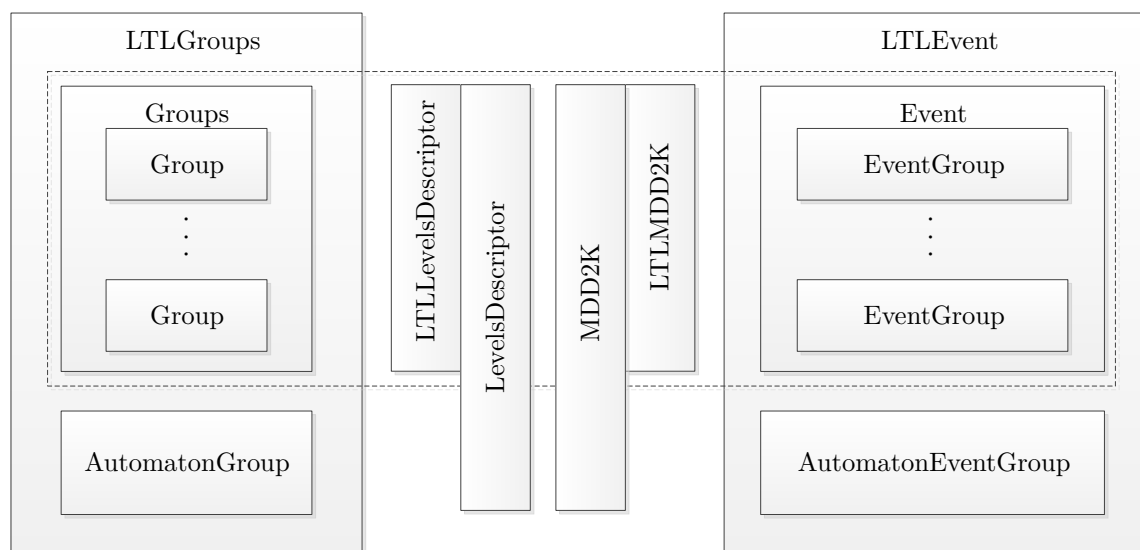 LTLGroups
Groups
Group
Group
AutomatonGroup
LTLLevelsDescriptor
LevelsDescriptor
MDD2K
LTLMDD2K
LTLEvent
Event
EventGroup
EventGroup
AutomatonEventGroup